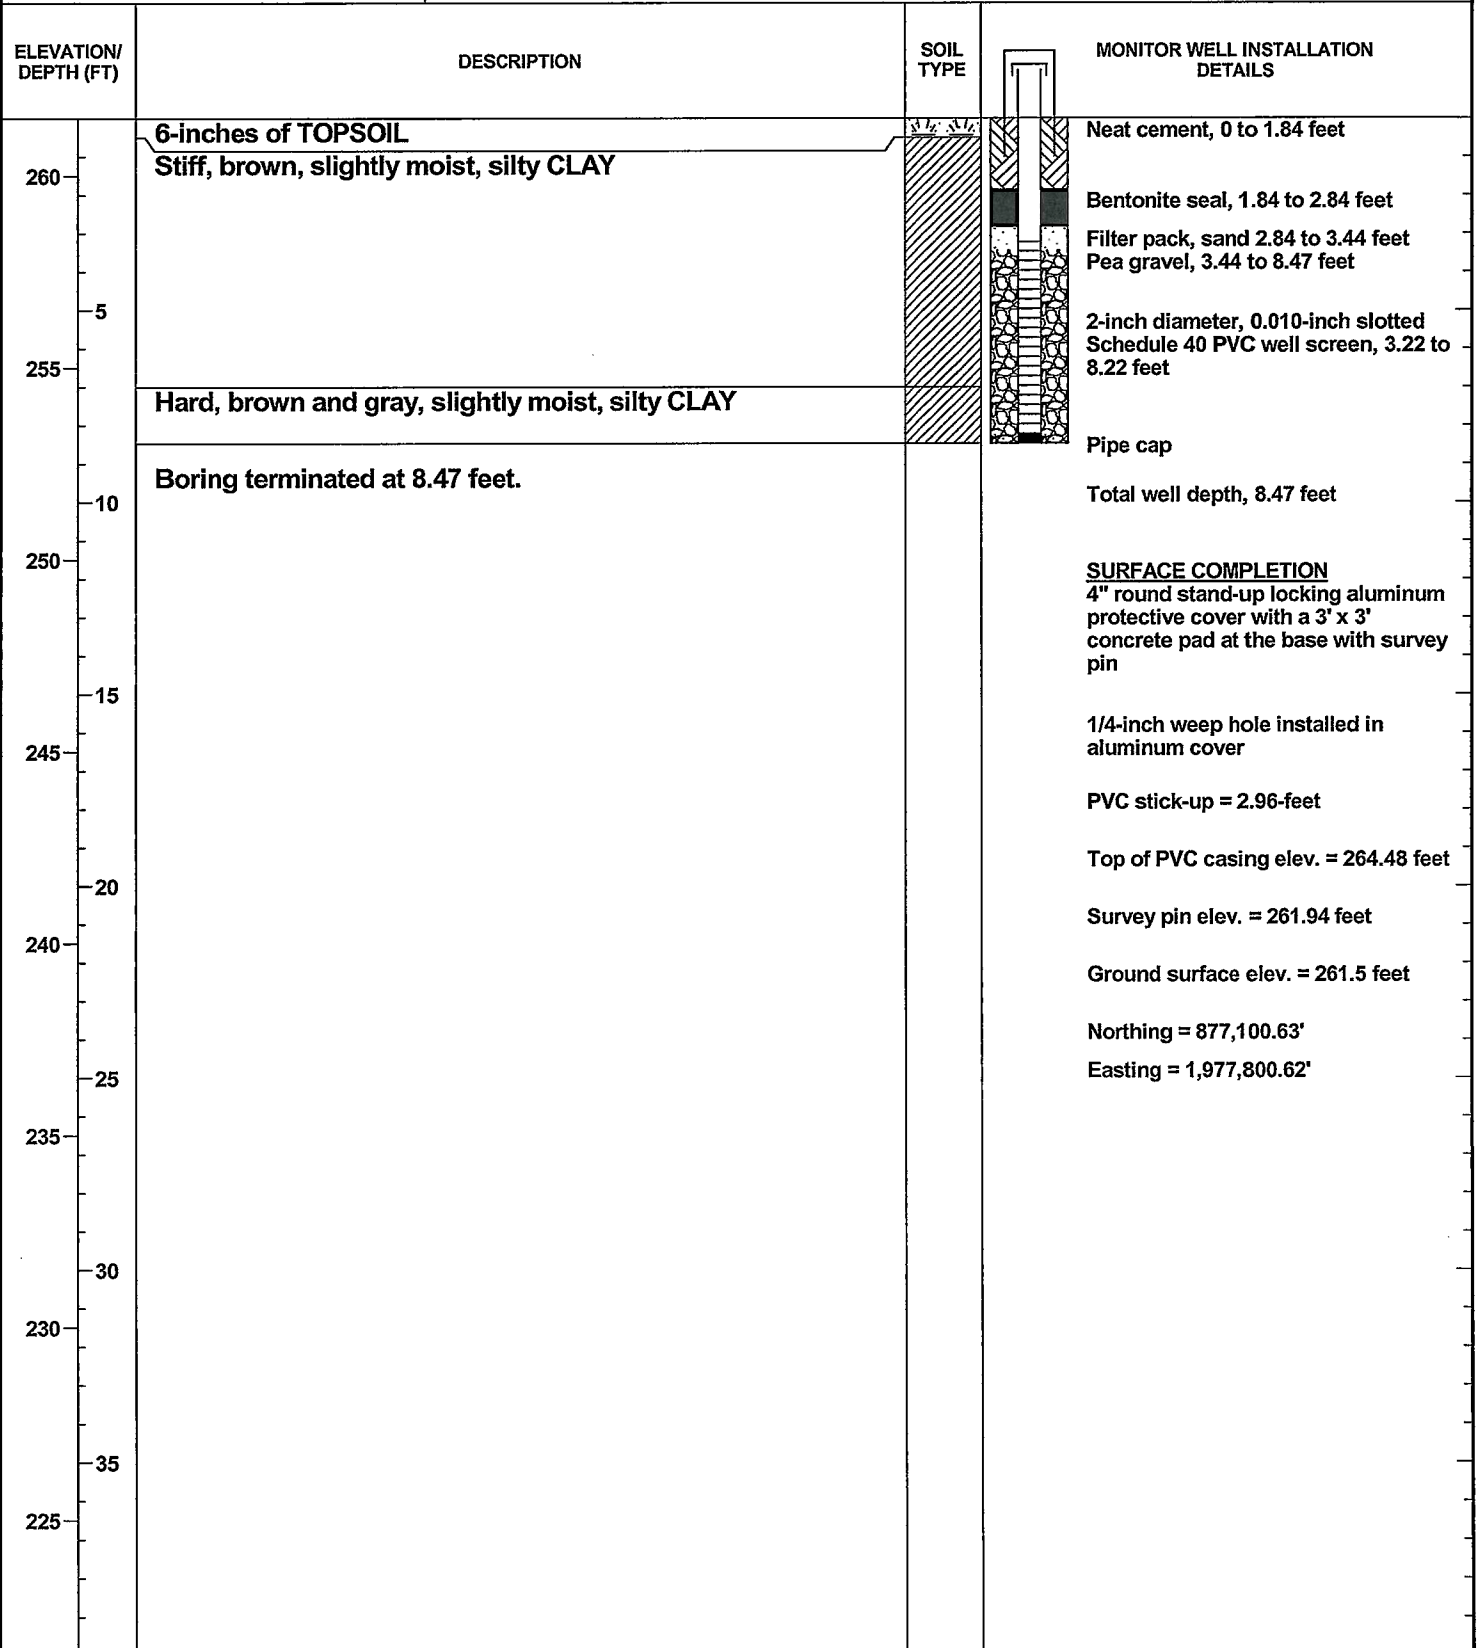 ELEVATION/
DEPTH (FT)
DESCRIPTION
SOIL
TYPE
MONITOR WELL INSTALLATION
DETAILS
6-inches of TOPSOIL
Stiff, brown, slightly moist, silty CLAY
Hard, brown and gray, slightly moist, silty CLAY
Boring terminated at 8.47 feet.
260
5
255
10
250
15
245
20
240
25
235
30
230
35
225
Neat cement, 0 to 1.84 feet
Bentonite seal, 1.84 to 2.84 feet
Filter pack, sand 2.84 to 3.44 feet
Pea gravel, 3.44 to 8.47 feet
2-inch diameter, 0.010-inch slotted
Schedule 40 PVC well screen, 3.22 to
8.22 feet
Pipe cap
Total well depth, 8.47 feet
SURFACE COMPLETION
4" round stand-up locking aluminum
protective cover with a 3' x 3'
concrete pad at the base with survey
pin
1/4-inch weep hole installed in
aluminum cover
PVC stick-up = 2.96-feet
Top of PVC casing elev. = 264.48 feet
Survey pin elev. = 261.94 feet
Ground surface elev. = 261.5 feet
Northing = 877,100.63'
Easting = 1,977,800.62'